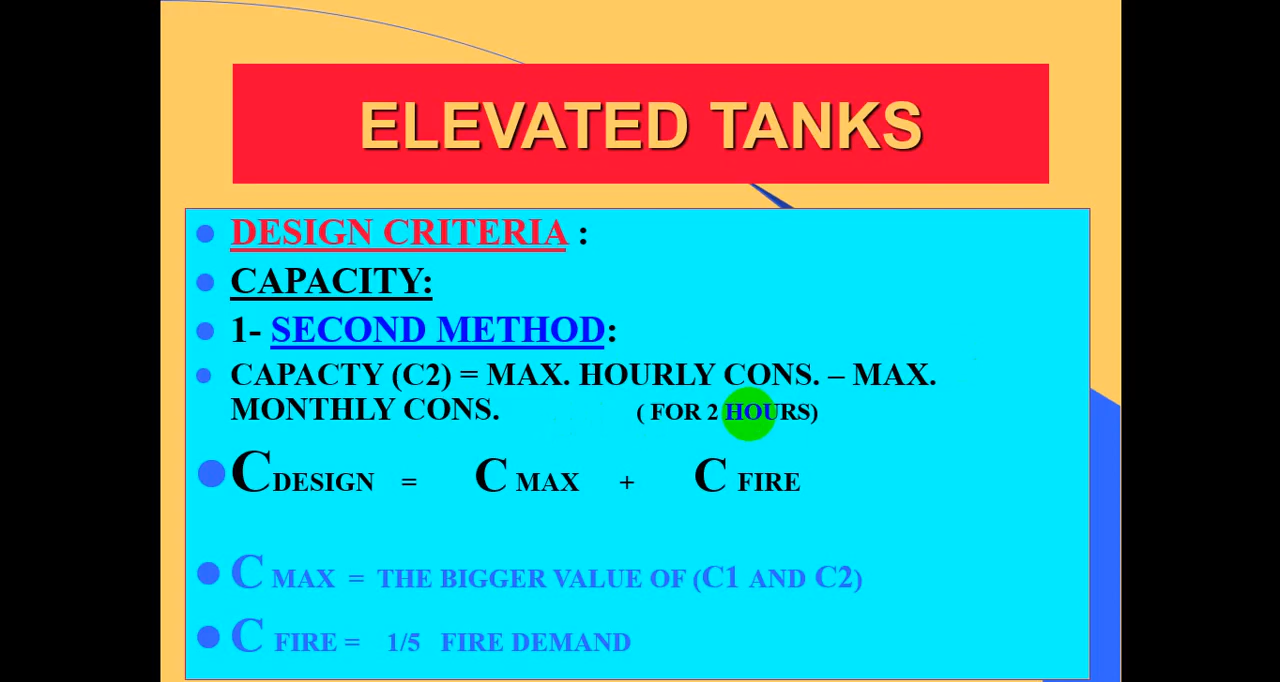 ELEVATED TANKS
DESIGN CRITERIA :
CAPACITY:
1- SECOND METHOD:
CAPACTY (C2) = MAX. HOURLY CONS. – MAX.
MONTHLY CONS. ( FOR 2 HOURS)
C DESIGN = C MAX + C FIRE
C MAX = THE BIGGER VALUE OF (C1 AND C2)
C FIRE = 1/5 FIRE DEMAND